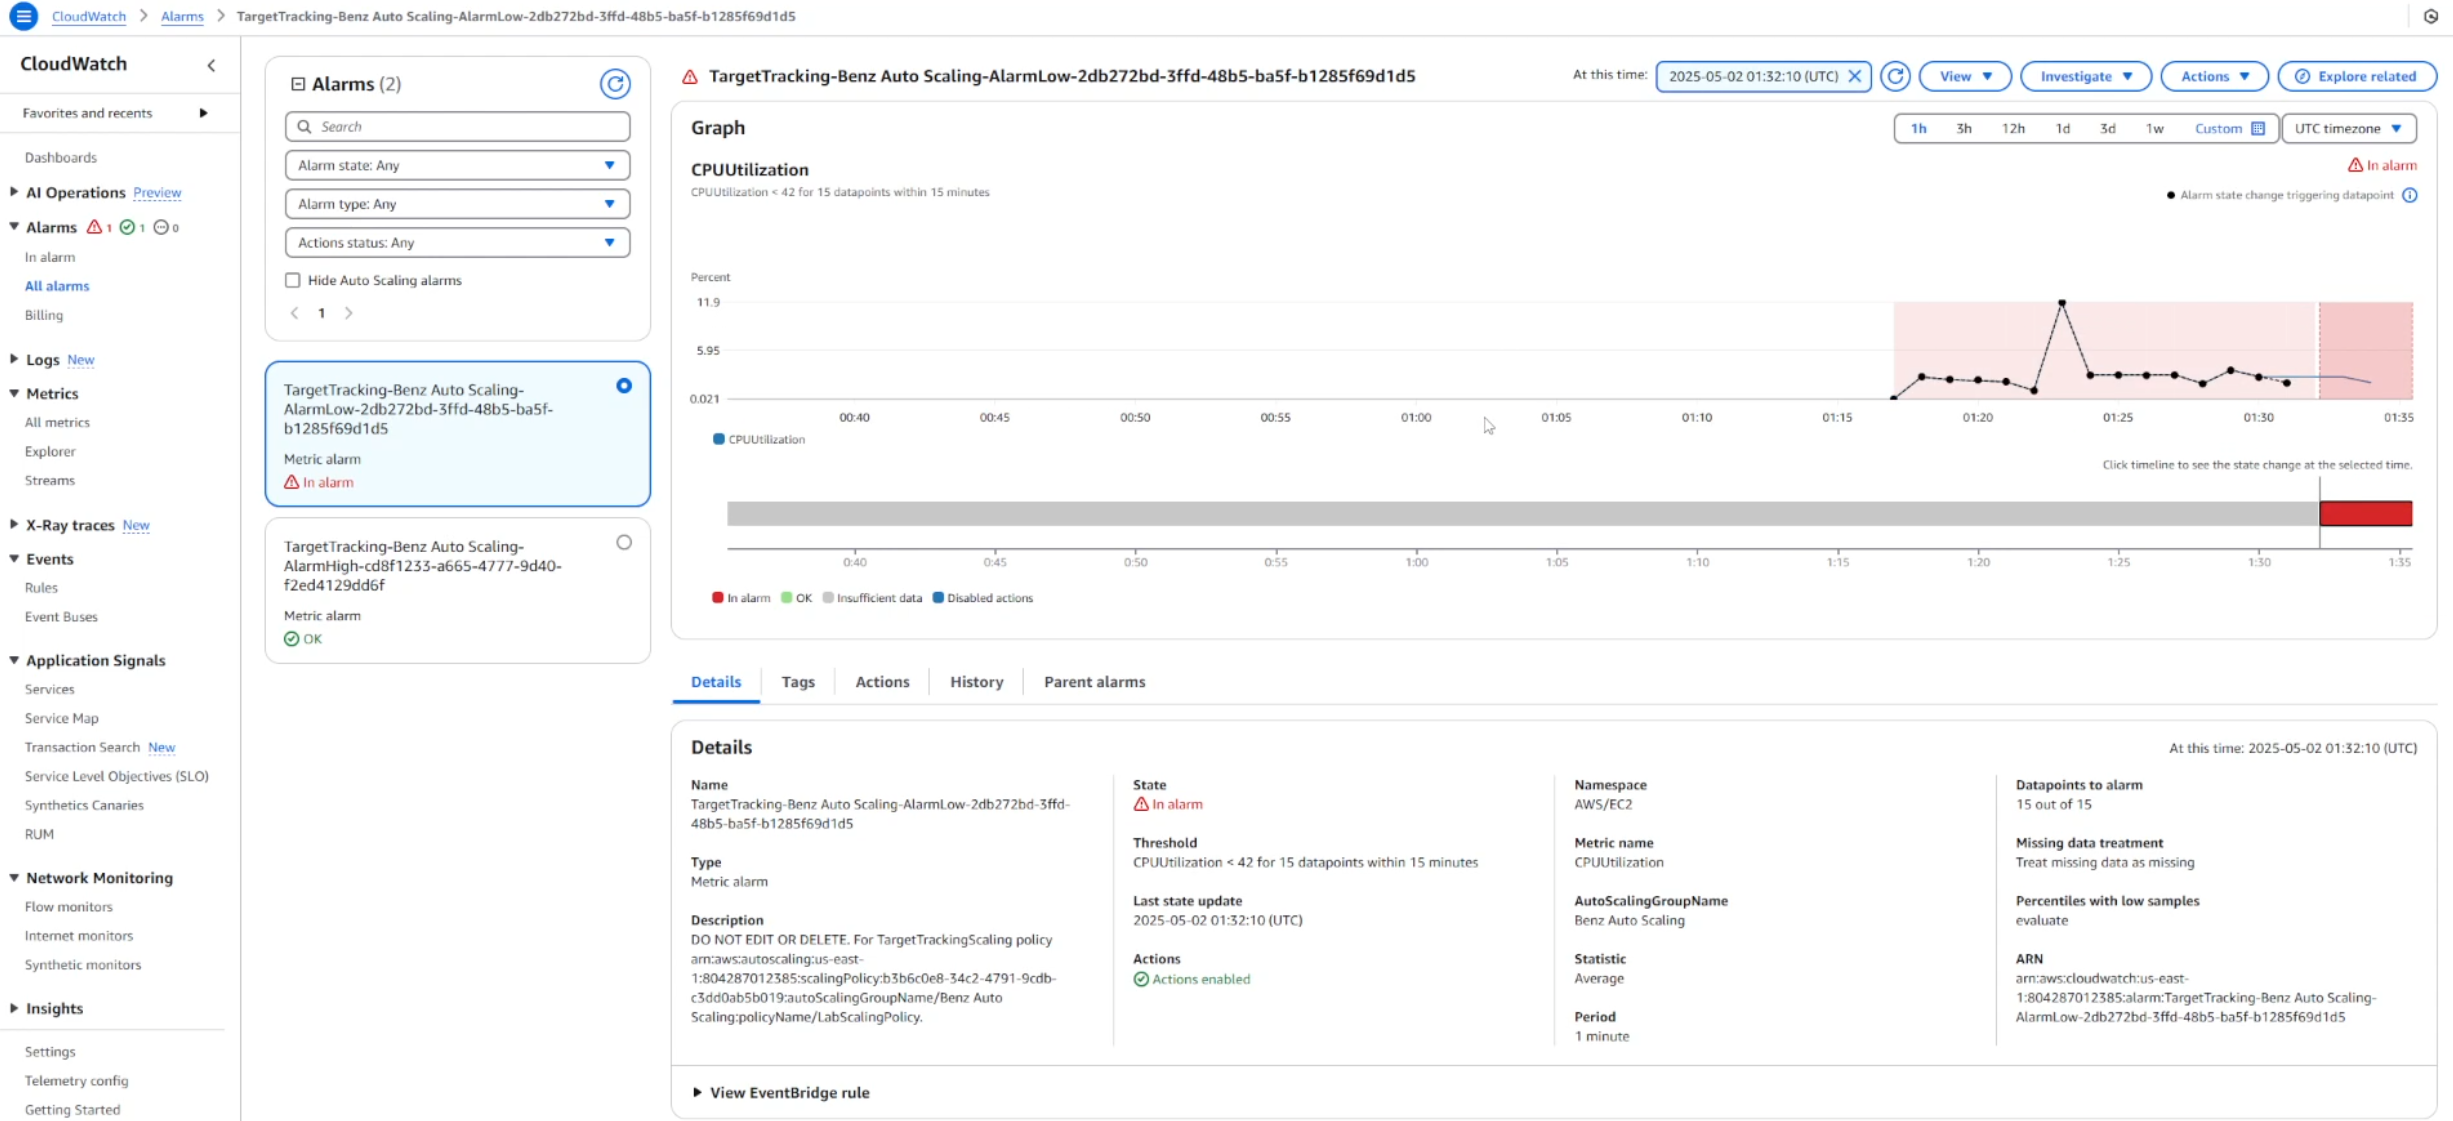 CloudWatch > Alarms > TargetTracking-Benz Auto Scaling-AlarmLow-2db272bd-3ffd-48b5-ba5f-b1285f69d1d5
CloudWatch
Favorites and recents
Dashboards
AI Operations Preview
Alarms 1 1 0
In alarm
All alarms
Billing
Logs New
Metrics
All metrics
Explorer
Streams
X-Ray traces New
Events
Rules
Event Buses
Application Signals
Services
Service Map
Transaction Search New
Service Level Objectives (SLO)
Synthetics Canaries
RUM
Network Monitoring
Flow monitors
Internet monitors
Synthetic monitors
Insights
Settings
Telemetry config
Getting Started
Alarms (2)
Search
Alarm state: Any
Alarm type: Any
Actions status: Any
Hide Auto Scaling alarms
1
TargetTracking-Benz Auto Scaling-
AlarmLow-2db272bd-3ffd-48b5-ba5f-
b1285f69d1d5
Metric alarm
In alarm
TargetTracking-Benz Auto Scaling-
AlarmHigh-cd8f1233-a665-4777-9d40-
f2ed4129dd6f
Metric alarm
OK
TargetTracking-Benz Auto Scaling-AlarmLow-2db272bd-3ffd-48b5-ba5f-b1285f69d1d5
At this time: 2025-05-02 01:32:10 (UTC) View Investigate Actions Explore related
Graph
1h 3h 12h 1d 3d 1w Custom UTC timezone
CPUUtilization
In alarm
CPUUtilization < 42 for 15 datapoints within 15 minutes
Alarm state change triggering datapoint
Percent
11.9
5.95
0.021
00:40 00:45 00:50 00:55 01:00 01:05 01:10 01:15 01:20 01:25 01:30 01:35
CPUUtilization
Click timeline to see the state change at the selected time.
0:40 0:45 0:50 0:55 1:00 1:05 1:10 1:15 1:20 1:25 1:30 1:35
In alarm OK Insufficient data Disabled actions
Details Tags Actions History Parent alarms
Details
At this time: 2025-05-02 01:32:10 (UTC)
Name
TargetTracking-Benz Auto Scaling-AlarmLow-2db272bd-3ffd-
48b5-ba5f-b1285f69d1d5
Type
Metric alarm
Description
DO NOT EDIT OR DELETE. For TargetTrackingScaling policy
arn:aws:autoscaling:us-east-
1:804287012385:scalingPolicy:b3b6c0e8-34c2-4791-9cdb-
c3dd0ab5b019:autoScalingGroupName/Benz Auto
Scaling:policyName/LabScalingPolicy.
State
In alarm
Threshold
CPUUtilization < 42 for 15 datapoints within 15 minutes
Last state update
2025-05-02 01:32:10 (UTC)
Actions
Actions enabled
Namespace
AWS/EC2
Metric name
CPUUtilization
AutoScalingGroupName
Benz Auto Scaling
Statistic
Average
Period
1 minute
Datapoints to alarm
15 out of 15
Missing data treatment
Treat missing data as missing
Percentiles with low samples
evaluate
ARN
arn:aws:cloudwatch:us-east-
1:804287012385:alarm:TargetTracking-Benz Auto Scaling-
AlarmLow-2db272bd-3ffd-48b5-ba5f-b1285f69d1d5
View EventBridge rule